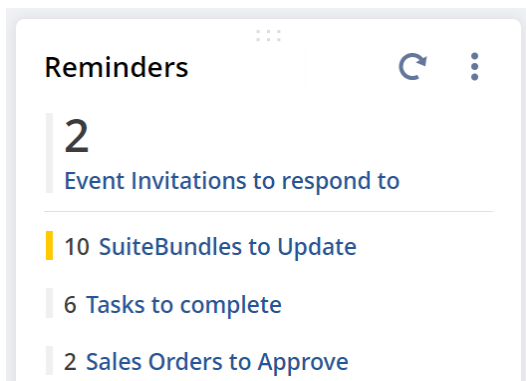 Reminders
2
Event Invitations to respond to
10 SuiteBundles to Update
6 Tasks to complete
2 Sales Orders to Approve